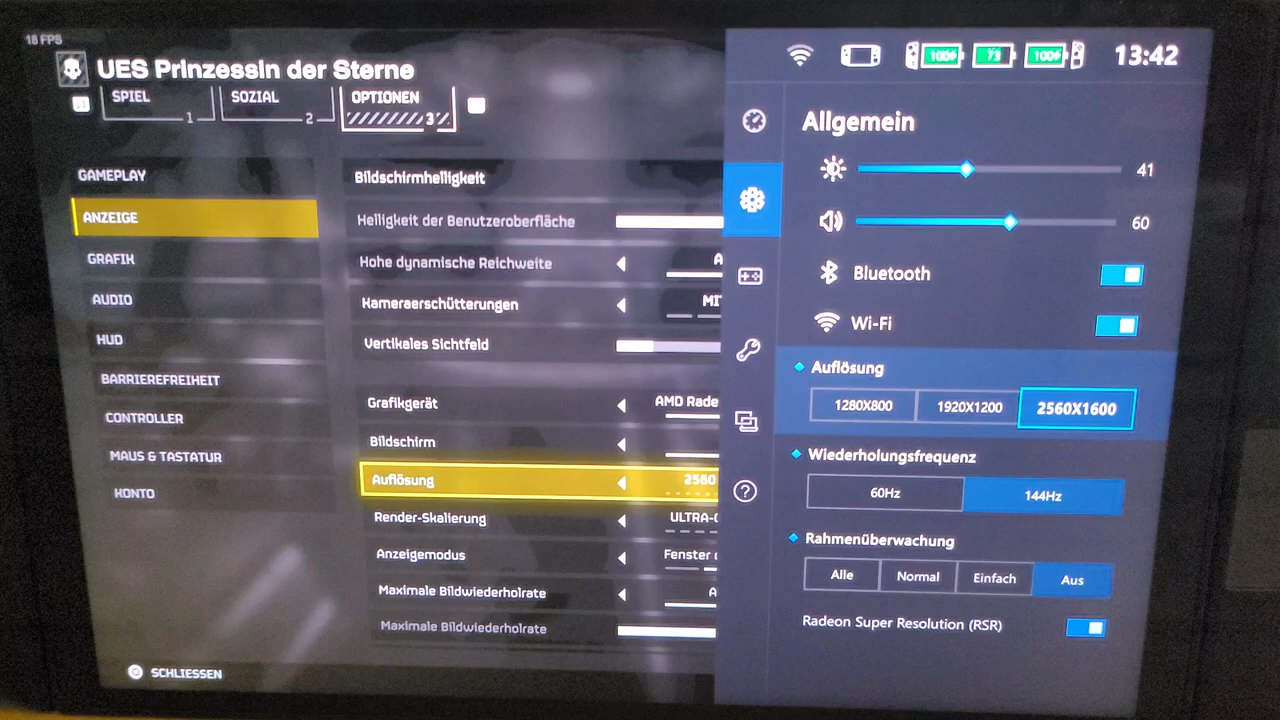 18 FPS
UES Prinzessin der Sterne
SPIEL 1
SOZIAL 2
OPTIONEN 3
GAMEPLAY
ANZEIGE
GRAFIK
AUDIO
HUD
BARRIEREFREIHEIT
CONTROLLER
MAUS & TASTATUR
KONTO
Bildschirmhelligkeit
Helligkeit der Benutzeroberfläche
Hohe dynamische Reichweite A
Kameraerschütterungen MIT
Vertikales Sichtfeld
Grafikgerät AMD Rade
Bildschirm
Auflösung 2560
Render-Skalierung ULTRA-
Anzeigemodus Fenster
Maximale Bildwiederholrate A
Maximale Bildwiederholrate
SCHLIESSEN
100 73 100 13:42
Allgemein
41
60
Bluetooth
Wi-Fi
Auflösung
1280X800 1920X1200 2560X1600
Wiederholungsfrequenz
60Hz 144Hz
Rahmenüberwachung
Alle Normal Einfach Aus
Radeon Super Resolution (RSR)